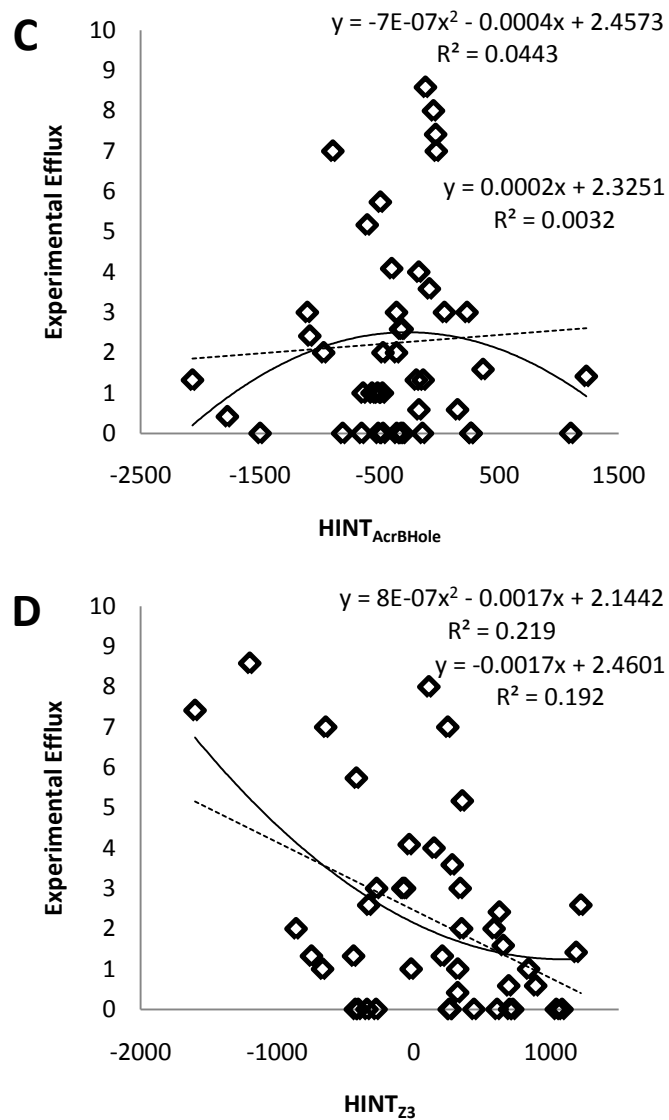 C
y = -7E-07x² - 0.0004x + 2.4573
R² = 0.0443
y = 0.0002x + 2.3251
R² = 0.0032
10
9
8
7
6
5
4
3
2
1
0
Experimental Efflux
-2500 -1500 -500 500 1500
HINT_AcrBHole
D
y = 8E-07x² - 0.0017x + 2.1442
R² = 0.219
y = -0.0017x + 2.4601
R² = 0.192
10
9
8
7
6
5
4
3
2
1
0
Experimental Efflux
-2000 -1000 0 1000
HINT_Z3